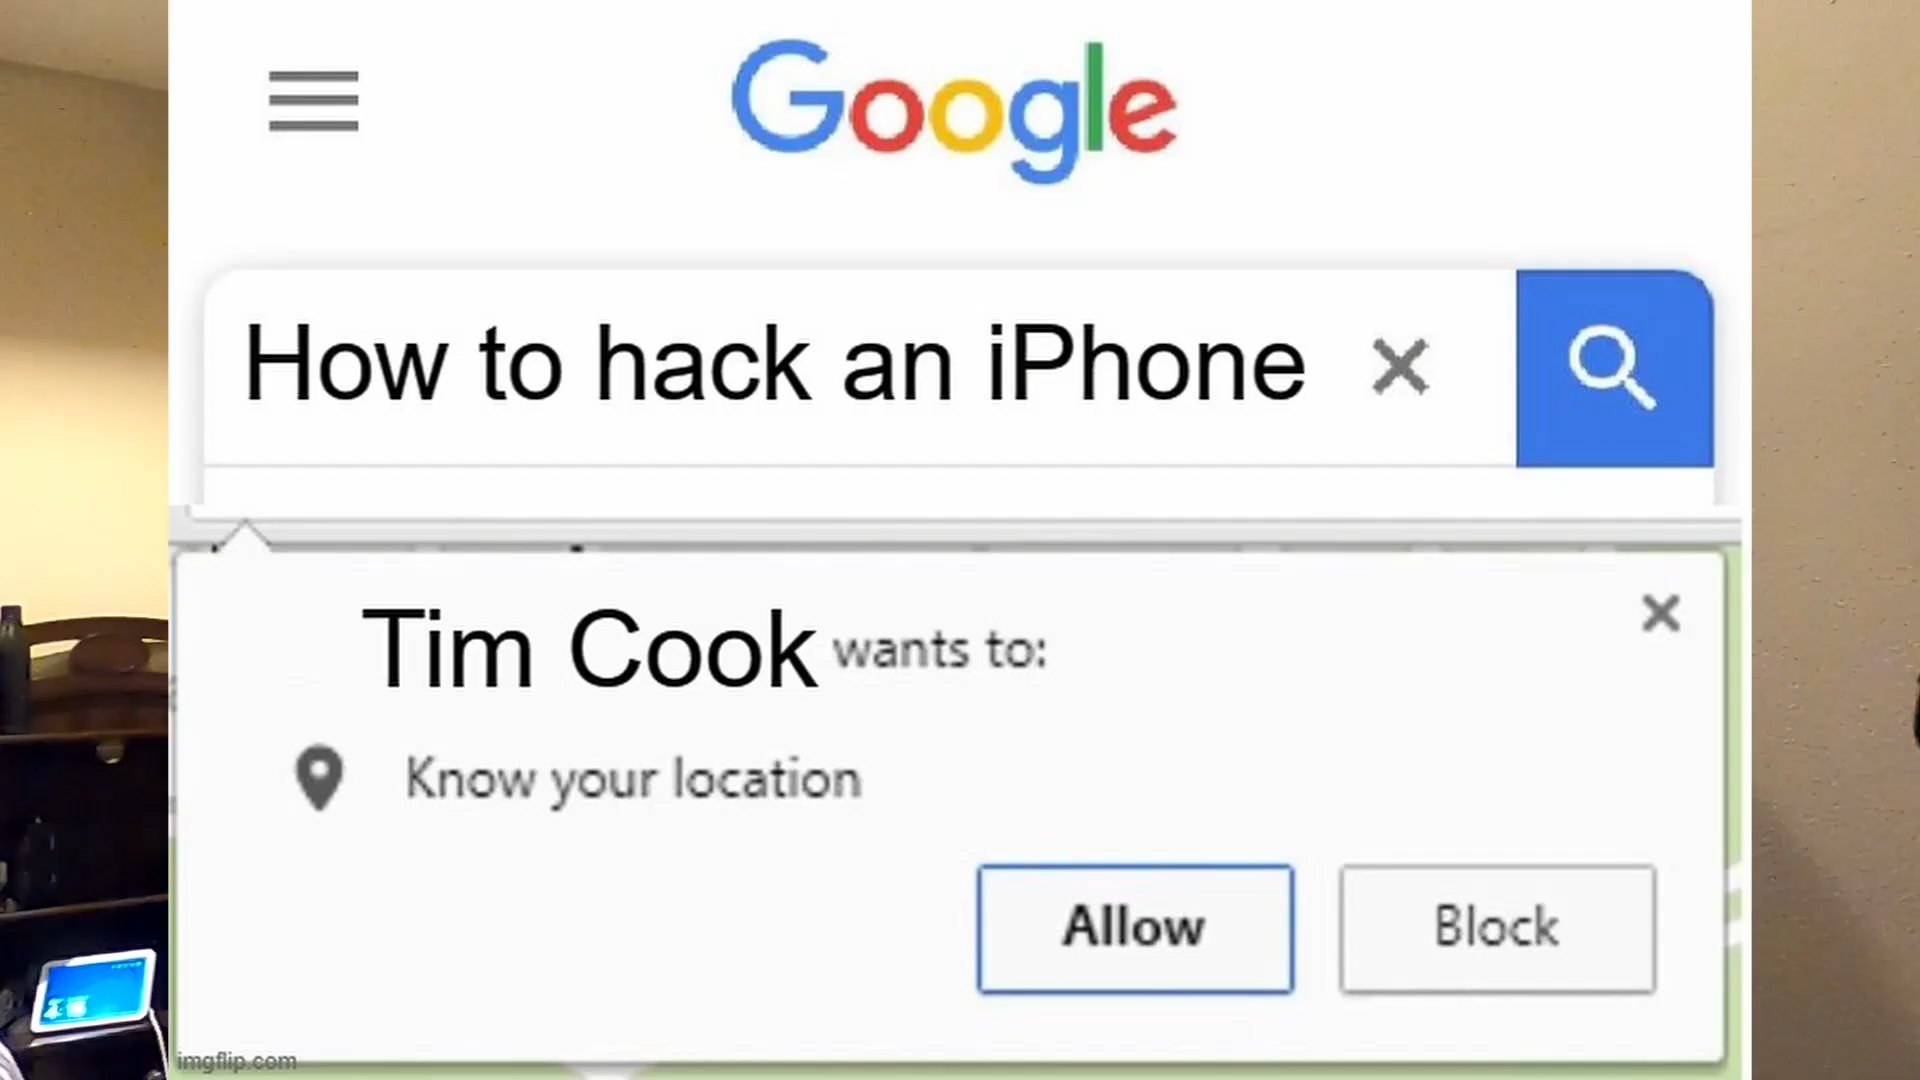 Google
How to hack an iPhone
Tim Cook wants to:
Know your location
Allow Block
imgflip.com